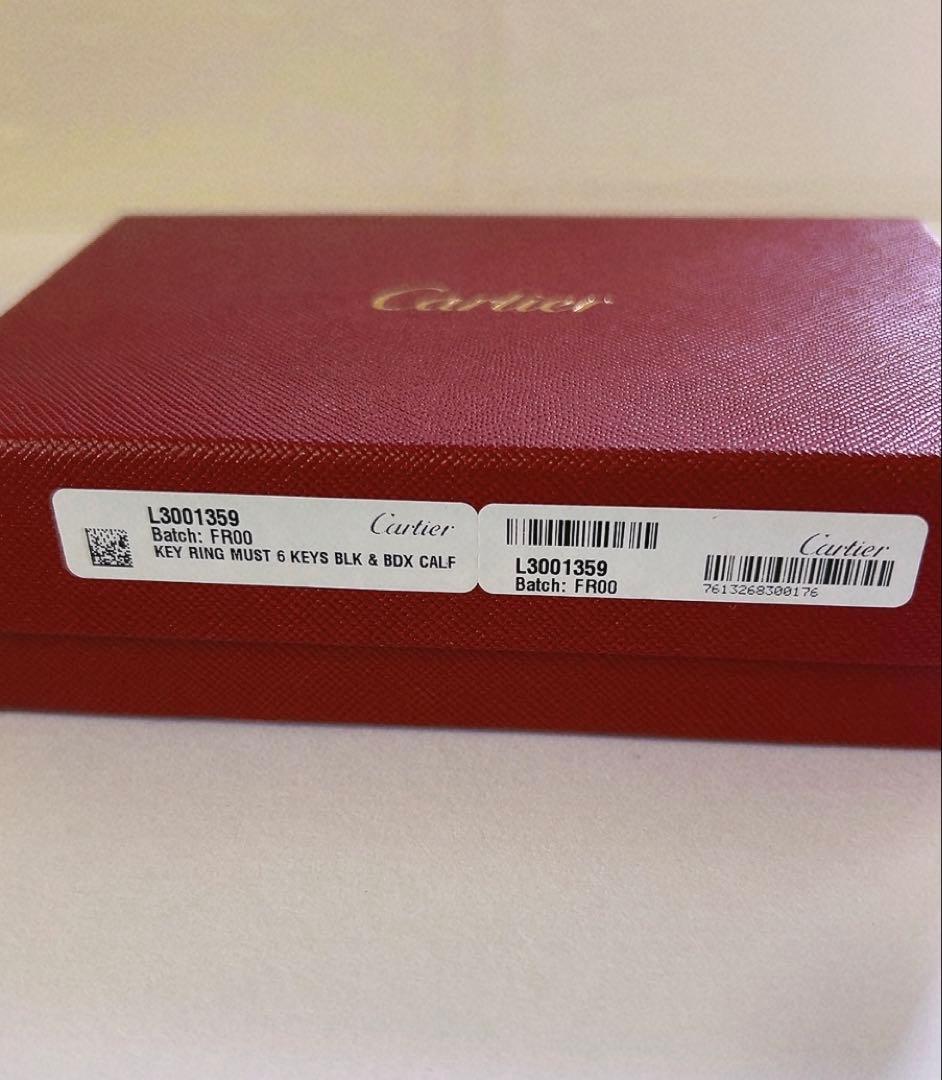 Cartier
L3001359
Cartier
Batch: FR00
KEY RING MUST 6 KEYS BLK & BDX CALF
Cartier
L3001359
Batch: FR00
7613268300176